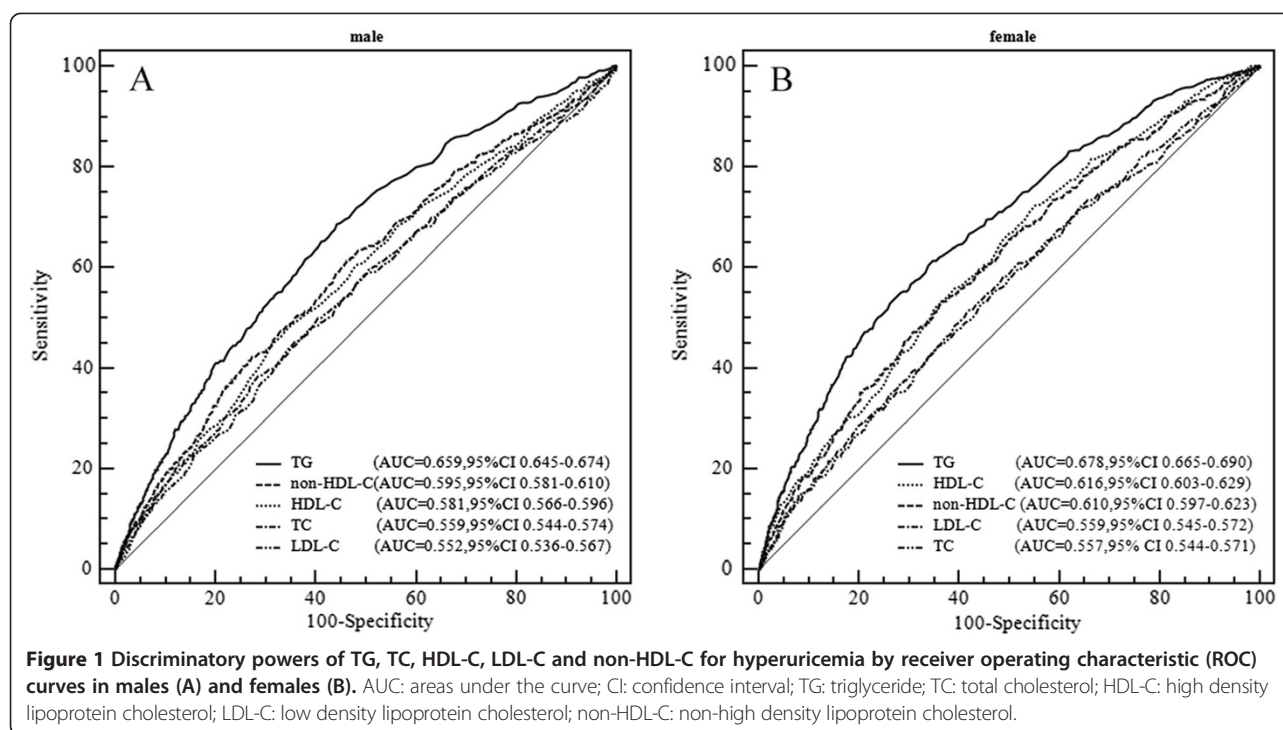 male
A
100
80
60
40
20
0
Sensitivity
TG (AUC=0.659,95%CI 0.645-0.674)
non-HDL-C(AUC=0.595,95%CI 0.581-0.610)
HDL-C (AUC=0.581,95%CI 0.566-0.596)
TC (AUC=0.559,95%CI 0.544-0.574)
LDL-C (AUC=0.552,95%CI 0.536-0.567)
0 20 40 60 80 100
100-Specificity
female
B
100
80
60
40
20
0
Sensitivity
TG (AUC=0.678,95%CI 0.665-0.690)
HDL-C (AUC=0.616,95%CI 0.603-0.629)
non-HDL-C (AUC=0.610,95%CI 0.597-0.623)
LDL-C (AUC=0.559,95%CI 0.545-0.572)
TC (AUC=0.557,95% CI 0.544-0.571)
0 20 40 60 80 100
100-Specificity
Figure 1 Discriminatory powers of TG, TC, HDL-C, LDL-C and non-HDL-C for hyperuricemia by receiver operating characteristic (ROC)
curves in males (A) and females (B). AUC: areas under the curve; CI: confidence interval; TG: triglyceride; TC: total cholesterol; HDL-C: high density
lipoprotein cholesterol; LDL-C: low density lipoprotein cholesterol; non-HDL-C: non-high density lipoprotein cholesterol.